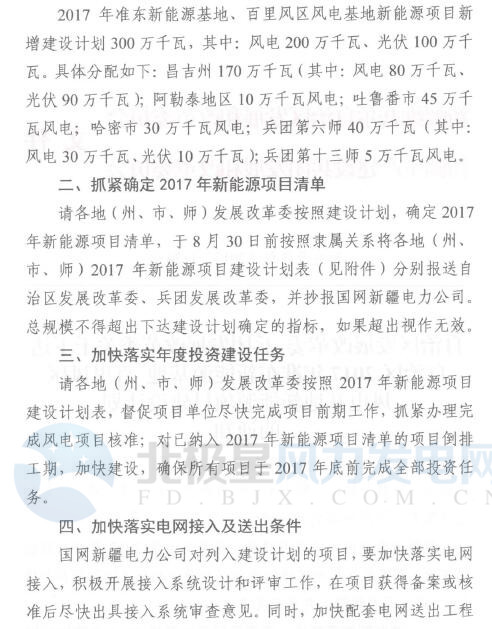 2017 年准东新能源基地、百里风区风电基地新能源项目新
增建设计划 300 万千瓦，其中：风电 200 万千瓦、光伏 100 千
瓦。具体分配如下：昌吉州 170 万千瓦（其中：风电 80 万千瓦、
光伏 90 万千瓦）；阿勒泰地区 10 万千瓦风电；吐鲁番市 45 万千
瓦风电；哈密市 30 万千瓦风电；兵团第六师 40 万千瓦（其中：
风电 30 万千瓦、光伏 10 万千瓦）；兵团第十三师 5 万千瓦风电。
二、抓紧确定 2017 年新能源项目清单
请各地（州、市、师）发展改革委按照建设计划，确定 2017
年新能源项目清单，于 8 月 30 日前按照隶属关系将各地（州、
市、师）2017 年新能源项目建设计划表（见附件）分别报送自
治区发展改革委、兵团发展改革委，并抄报国网新疆电力公司。
总规模不得超出下达建设计划确定的指标，如果超出视作无效。
三、加快落实年度投资建设任务
请各地（州、市、师）发展改革委按照 2017 年新能源项目
建设计划表，督促项目单位尽快完成项目前期工作，抓紧办理完
成风电项目核准；对已纳入 2017 年新能源项目清单的项目倒排
工期，加快建设，确保所有项目于 2017 年底前完成全部投资任
务。
北极星风力发电网
FD.BJX.COM.CN
四、加快落实电网接入及送出条件
国网新疆电力公司对列入建设计划的项目，要加快落实电网
接入，积极开展接入系统设计和评审工作，在项目获得备案或核
准后尽快出具接入系统审查意见。同时，加快配套电网送出工程